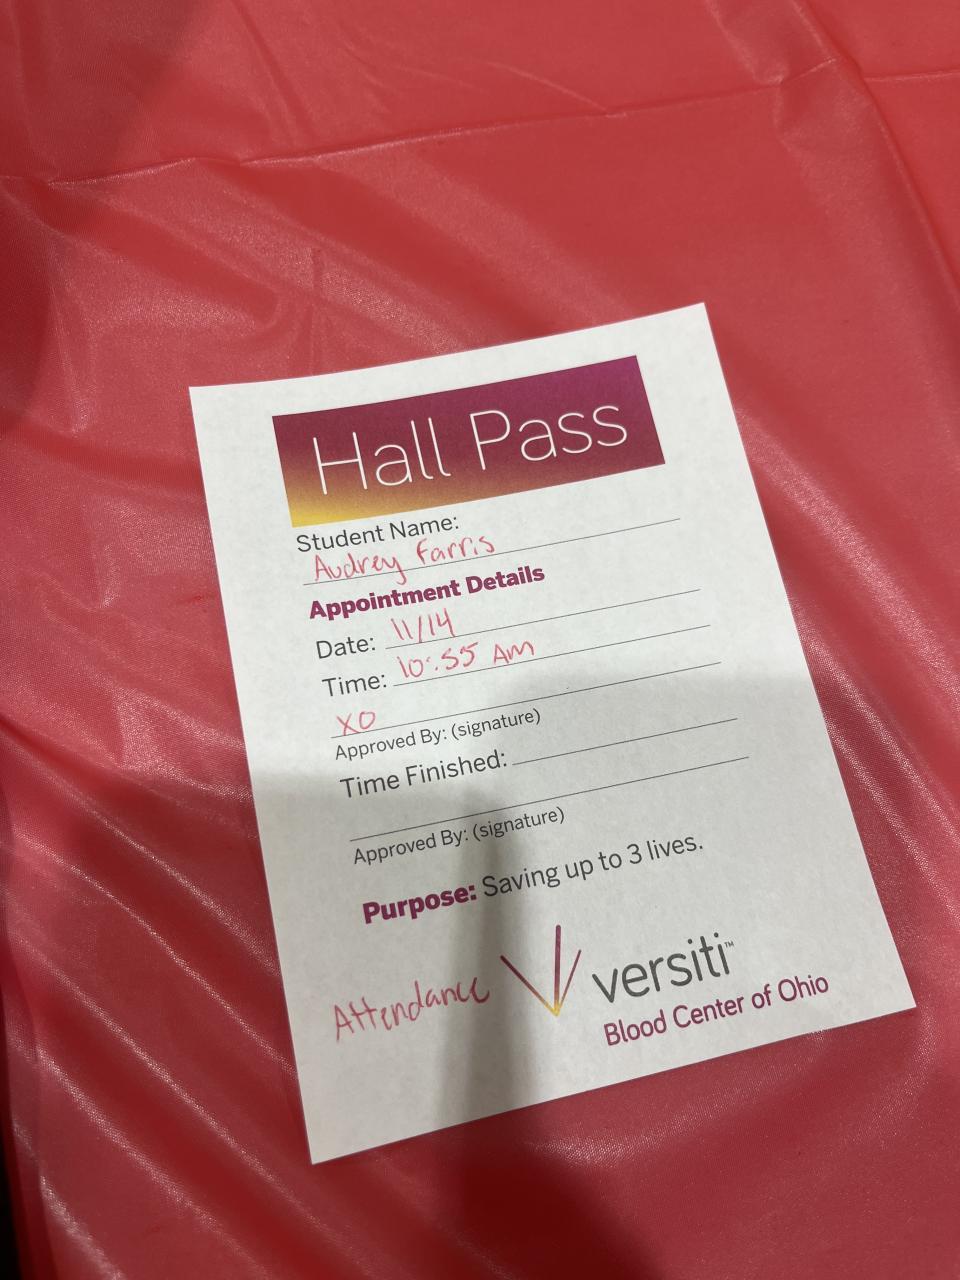 Hall Pass
Student Name:
Audrey Farris
Appointment Details
Date: 11/14
Time: 10:55 Am
XO
Approved By: (signature)
Time Finished:
Approved By: (signature)
Purpose: Saving up to 3 lives.
Attendance
versiti™
Blood Center of Ohio